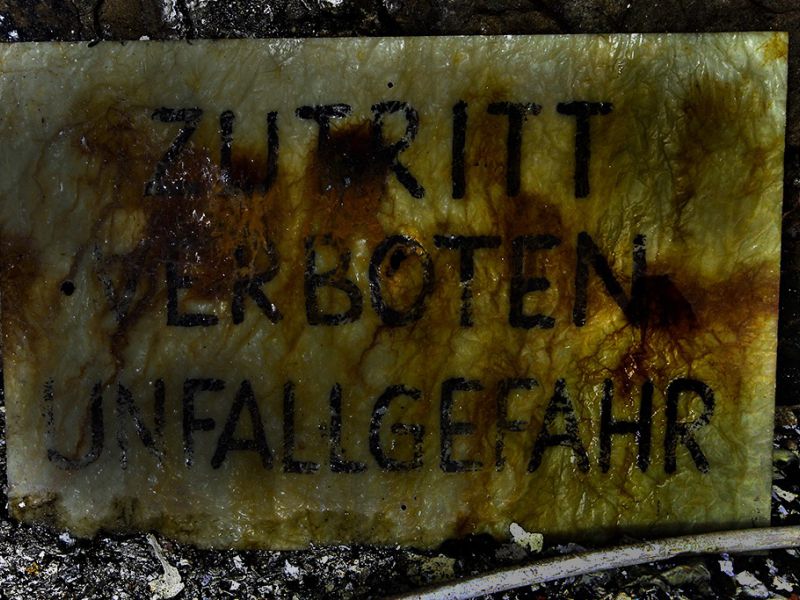 ZUTRITT
VERBOTEN
UNFALLGEFAHR